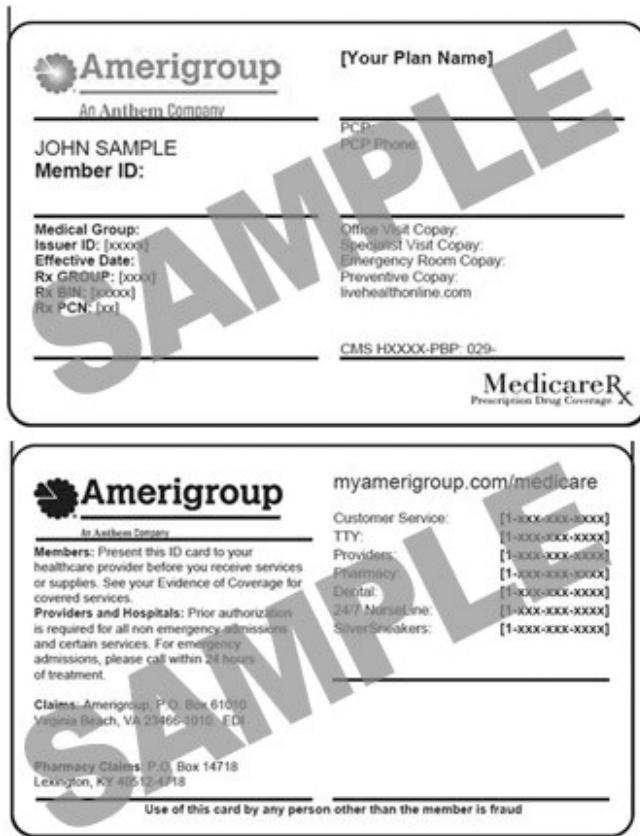 Amerigroup
An Anthem Company
[Your Plan Name]
JOHN SAMPLE
Member ID:
PCP:
PCP Phone:
Medical Group:
Issuer ID: [xxxxx]
Effective Date:
Rx GROUP: [xxxx]
Rx BIN: [xxxxx]
Rx PCN: [xx]
Office Visit Copay:
Specialist Visit Copay:
Emergency Room Copay:
Preventive Copay:
livehealthonline.com
CMS HXXXX-PBP: 029-
MedicareRx
Prescription Drug Coverage
SAMPLE
Amerigroup
An Anthem Company
Members: Present this ID card to your
healthcare provider before you receive services
or supplies. See your Evidence of Coverage for
covered services.
Providers and Hospitals: Prior authorization
is required for all non emergency admissions
and certain services. For emergency
admissions, please call within 24 hours
of treatment.
Claims: Amerigroup, P.O. Box 61010
Virginia Beach, VA 23466-1010 EDI
Pharmacy Claims: P.O. Box 14718
Lexington, KY 40512-4718
myamerigroup.com/medicare
Customer Service: [1-xxx-xxx-xxxx]
TTY: [1-xxx-xxx-xxxx]
Providers: [1-xxx-xxx-xxxx]
Pharmacy: [1-xxx-xxx-xxxx]
Dental: [1-xxx-xxx-xxxx]
24/7 NurseLine: [1-xxx-xxx-xxxx]
SilverSneakers: [1-xxx-xxx-xxxx]
Use of this card by any person other than the member is fraud
SAMPLE